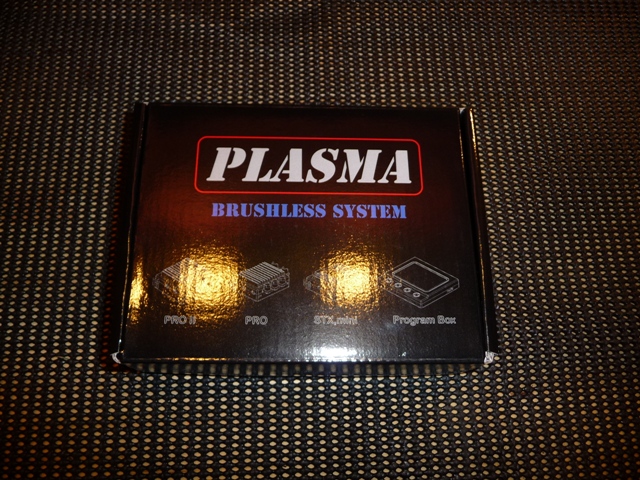 PLASMA
BRUSHLESS SYSTEM
PRO II PRO STX,mini Program Box